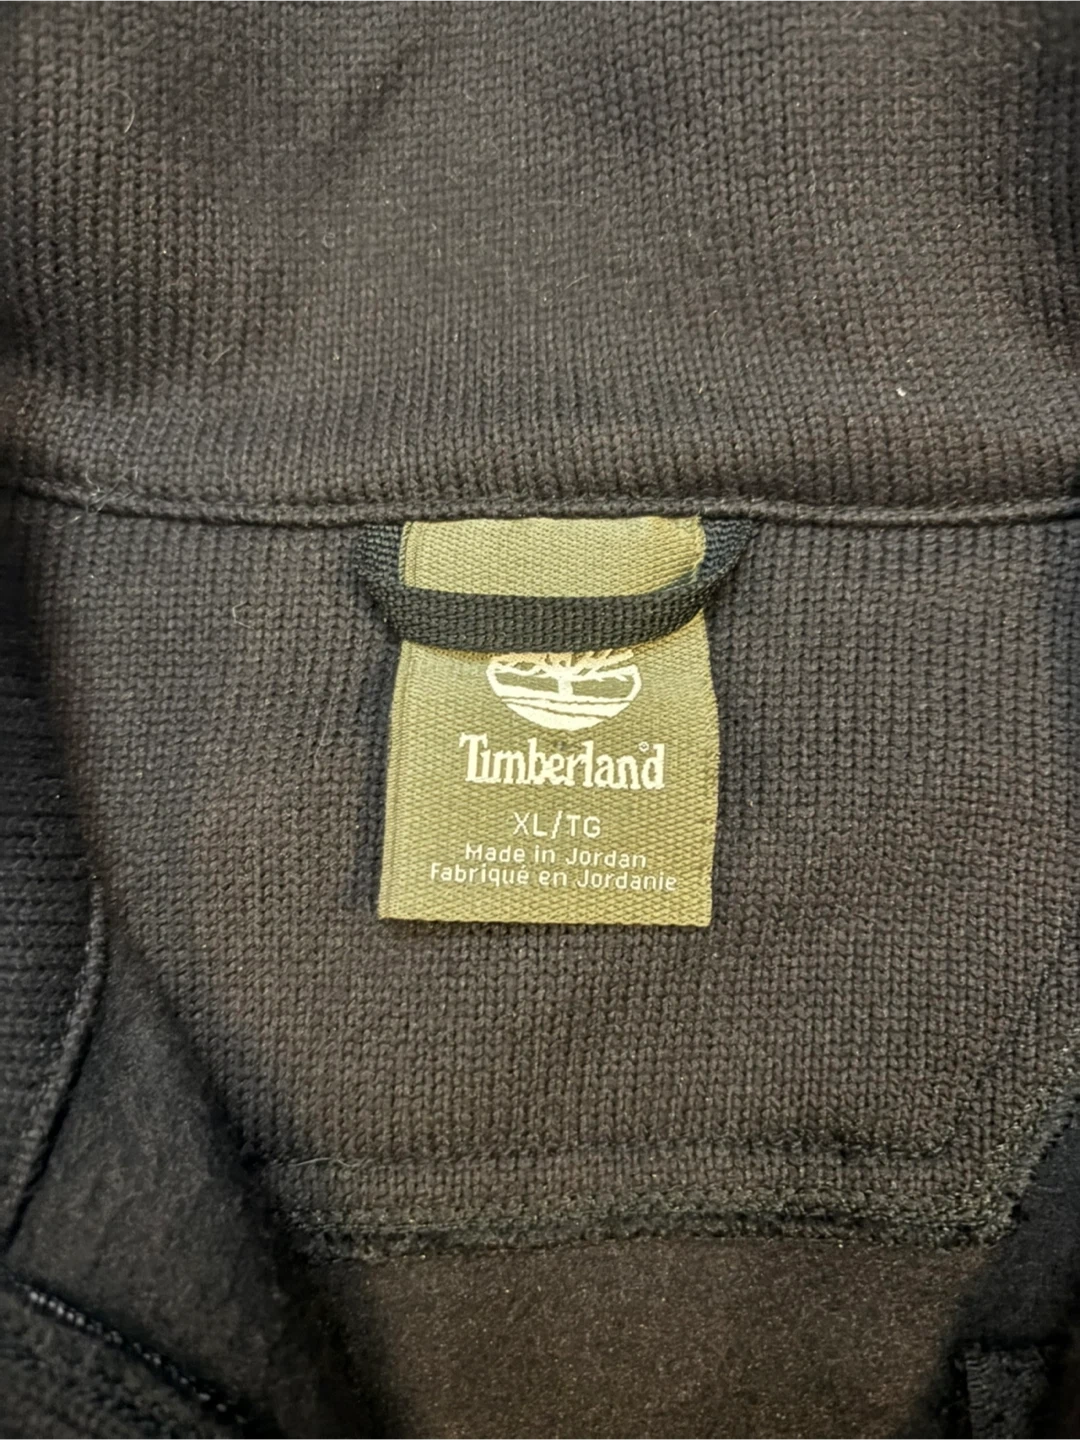 Timberland®
XL/TG
Made in Jordan
Fabriqué en Jordanie